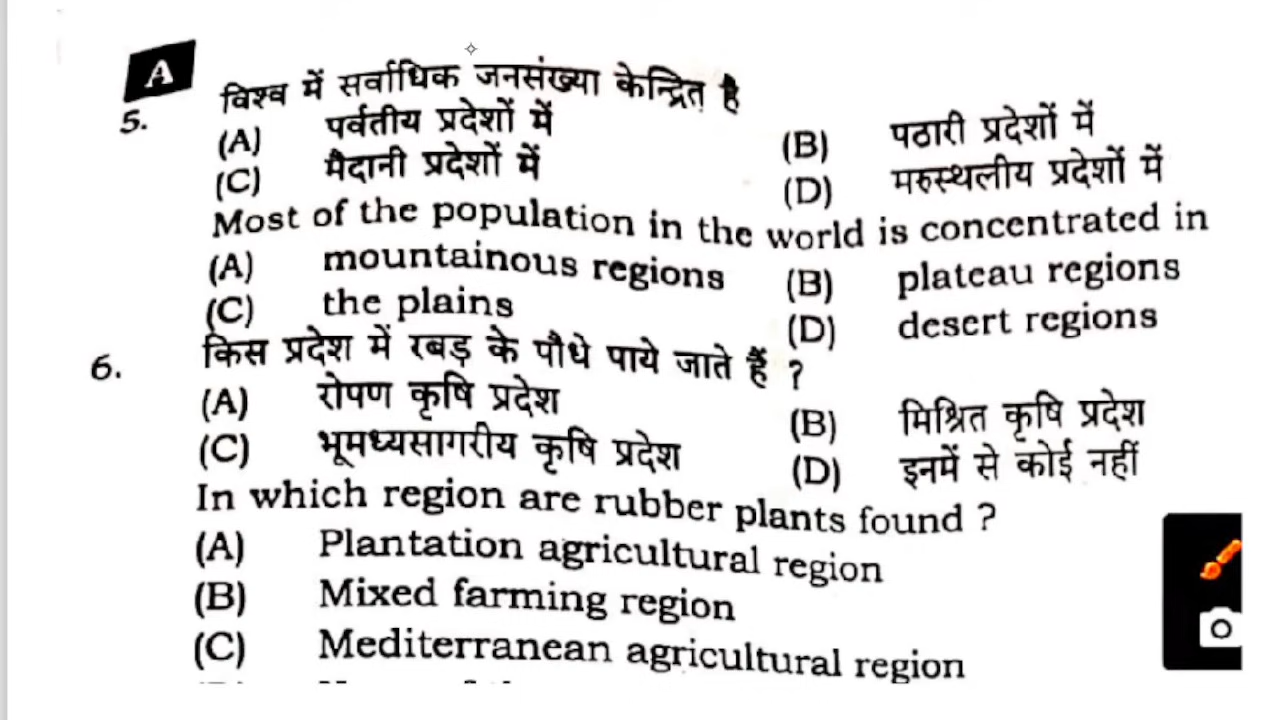 A
5. विश्व में सर्वाधिक जनसंख्या केन्द्रित है
(A) पर्वतीय प्रदेशों में (B) पठारी प्रदेशों में
(C) मैदानी प्रदेशों में (D) मरुस्थलीय प्रदेशों में
Most of the population in the world is concentrated in
(A) mountainous regions (B) plateau regions
(C) the plains (D) desert regions
6. किस प्रदेश में रबड़ के पौधे पाये जाते हैं ?
(A) रोपण कृषि प्रदेश (B) मिश्रित कृषि प्रदेश
(C) भूमध्यसागरीय कृषि प्रदेश (D) इनमें से कोई नहीं
In which region are rubber plants found ?
(A) Plantation agricultural region
(B) Mixed farming region
(C) Mediterranean agricultural region